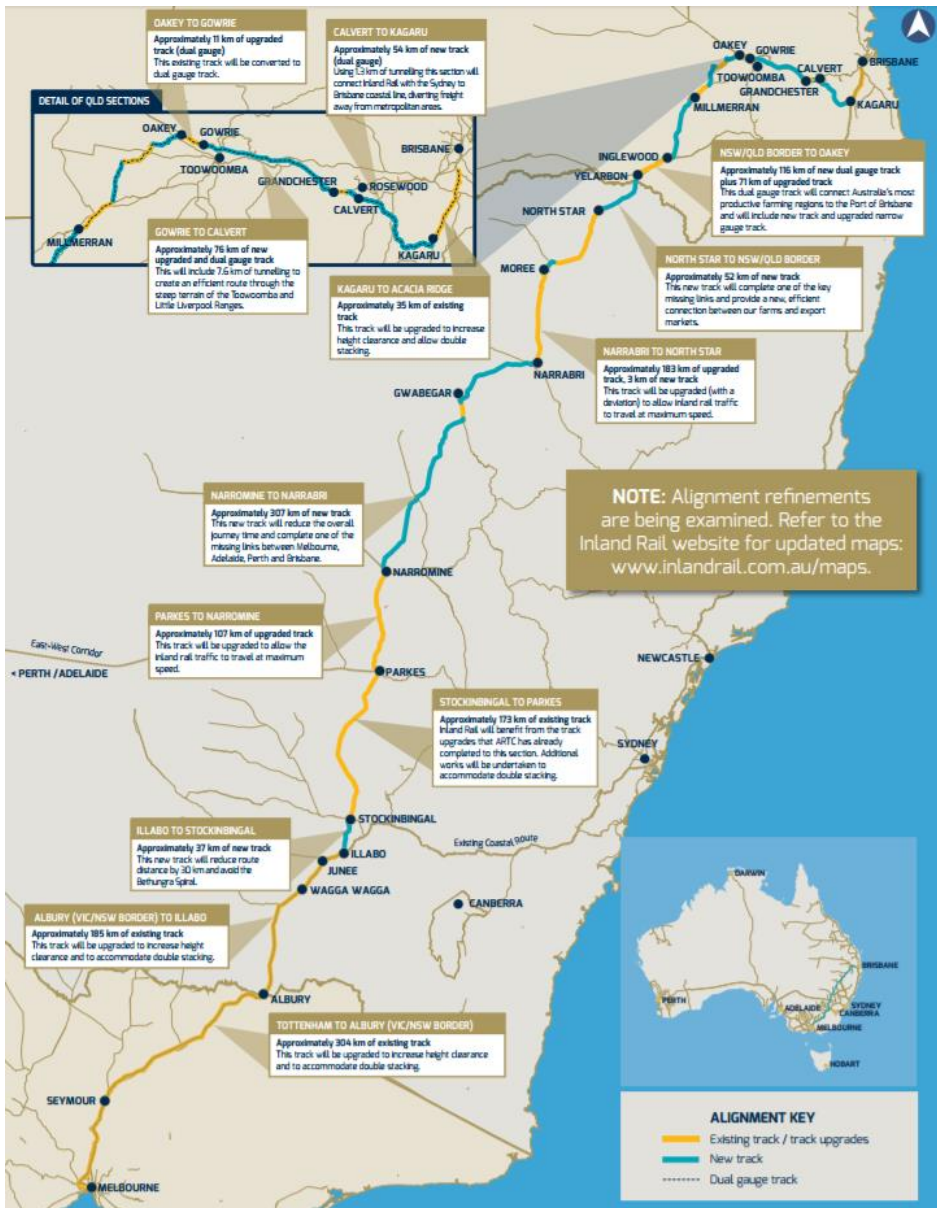 OAKEY TO GOWRIE
Approximately 11 km of upgraded
track (dual gauge)
This existing track will be converted to
dual gauge track.
CALVERT TO KAGARU
Approximately 54 km of new track
(dual gauge)
Using 1.3 km of tunnelling this section will
connect Inland Rail with the Sydney to
Brisbane coastal line, diverting freight
away from metropolitan areas.
OAKEY
GOWRIE
TOOWOOMBA
CALVERT
GRANDCHESTER
BRISBANE
MILLMERRAN
KAGARU
DETAIL OF QLD SECTIONS
OAKEY
GOWRIE
TOOWOOMBA
BRISBANE
GRANDCHESTER
ROSEWOOD
CALVERT
MILLMERRAN
KAGARU
GOWRIE TO CALVERT
Approximately 76 km of new
upgraded and dual gauge track
This will include 7.6 km of tunnelling to
create an efficient route through the
steep terrain of the Toowoomba and
Little Liverpool Ranges.
KAGARU TO ACACIA RIDGE
Approximately 35 km of existing
track
This track will be upgraded to increase
height clearance and allow double
stacking.
INGLEWOOD
YELARBON
NORTH STAR
MOREE
NSW/QLD BORDER TO OAKEY
Approximately 116 km of new dual gauge track
plus 71 km of upgraded track
This dual gauge track will connect Australia's most
productive farming regions to the Port of Brisbane
and will include new track and upgraded narrow
gauge track.
NORTH STAR TO NSW/QLD BORDER
Approximately 52 km of new track
This new track will complete one of the key
missing links and provide a new, efficient
connection between our farms and export
markets.
NARRABRI TO NORTH STAR
Approximately 183 km of upgraded
track, 3 km of new track
This track will be upgraded (with a
deviation) to allow inland rail traffic
to travel at maximum speed.
NARRABRI
GWABEGAR
NOTE: Alignment refinements
are being examined. Refer to the
Inland Rail website for updated maps:
www.inlandrail.com.au/maps.
NARROMINE TO NARRABRI
Approximately 307 km of new track
This new track will reduce the overall
journey time and complete one of the
missing links between Melbourne,
Adelaide, Perth and Brisbane.
NARROMINE
PARKES TO NARROMINE
Approximately 107 km of upgraded track
This track will be upgraded to allow the
inland rail traffic to travel at maximum
speed.
East-West Corridor
< PERTH / ADELAIDE
PARKES
NEWCASTLE
STOCKINBINGAL TO PARKES
Approximately 173 km of existing track
Inland Rail will benefit from the track
upgrades that ARTC has already
completed to this section. Additional
works will be undertaken to
accommodate double stacking.
SYDNEY
STOCKINBINGAL
ILLABO TO STOCKINBINGAL
Approximately 37 km of new track
This new track will reduce route
distance by 30 km and avoid the
Bethungra Spiral.
Existing Coastal Route
ILLABO
JUNEE
WAGGA WAGGA
CANBERRA
ALBURY (VIC/NSW BORDER) TO ILLABO
Approximately 185 km of existing track
This track will be upgraded to increase height
clearance and to accommodate double stacking.
ALBURY
TOTTENHAM TO ALBURY (VIC/NSW BORDER)
Approximately 304 km of existing track
This track will be upgraded to increase height clearance
and to accommodate double stacking.
SEYMOUR
MELBOURNE
DARWIN
BRISBANE
PERTH
ADELAIDE
SYDNEY
CANBERRA
MELBOURNE
HOBART
ALIGNMENT KEY
Existing track / track upgrades
New track
Dual gauge track